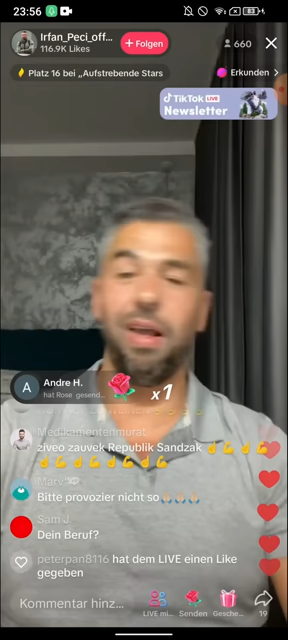 23:56
83
Irfan_Peci_off...
116.9K Likes
+ Folgen
660
Platz 16 bei „Aufstrebende Stars
Erkunden >
TikTok LIVE
Newsletter
A
Andre H.
hat Rose gesend...
x1
Medikamentenmurat
ziveo zauvek Republik Sandzak ☝💪☝💪
☝💪☝💪☝💪☝💪
Marv
Bitte provozier nicht so 🙏🏼🙏🏼🙏🏼
Sam J
Dein Beruf?
peterpan8116 hat dem LIVE einen Like
gegeben
Kommentar hinz...
LIVE mi...
Senden
Gesche...
19